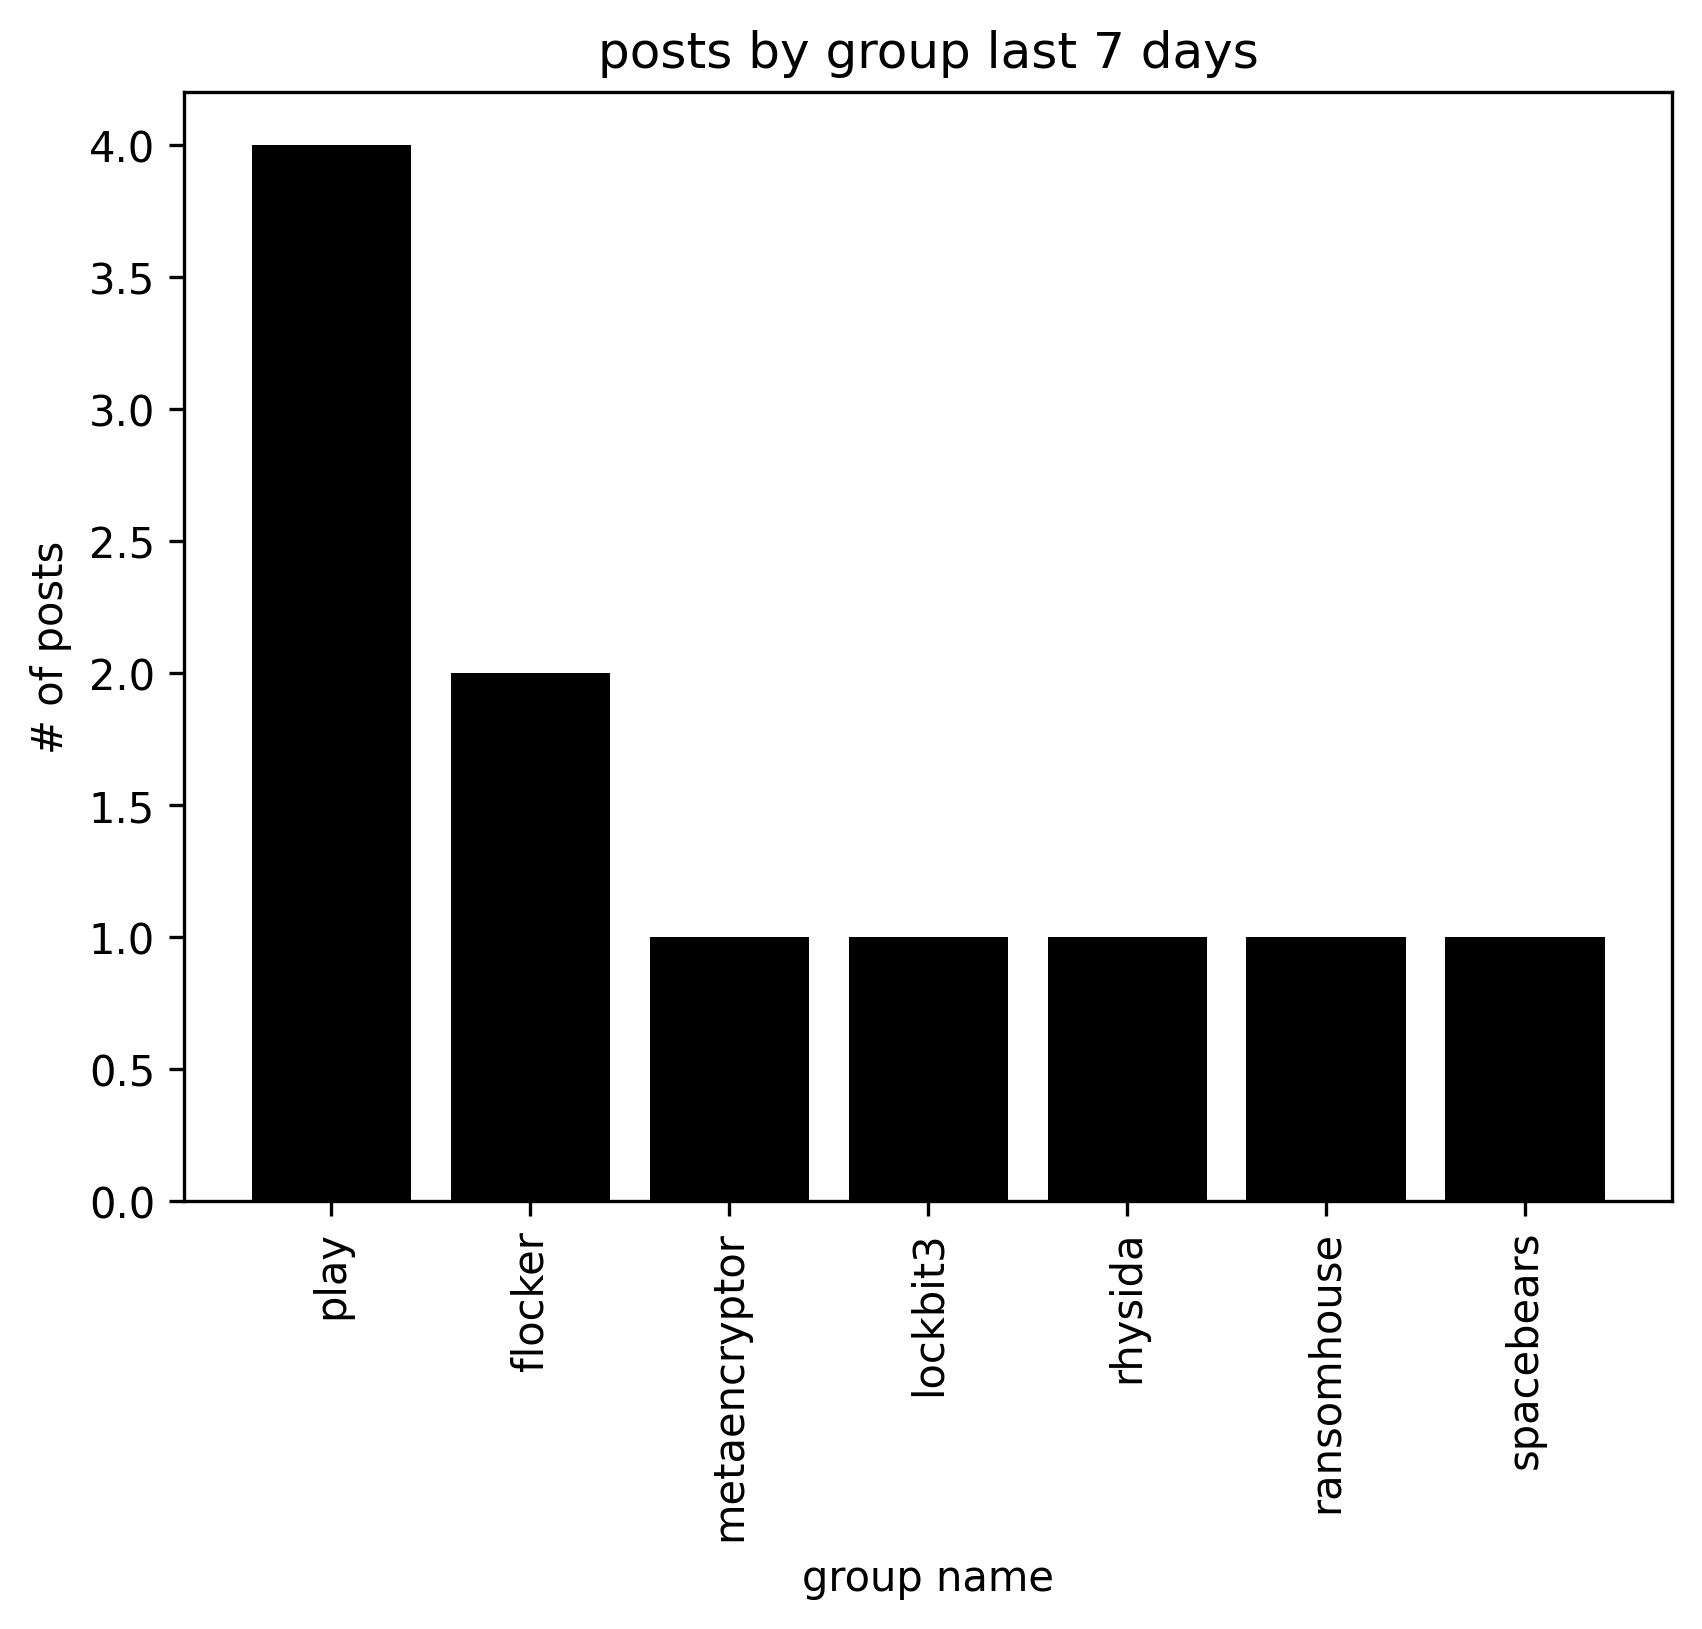 posts by group last 7 days
4.0
3.5
3.0
2.5
2.0
1.5
1.0
0.5
0.0
# of posts
play
flocker
metaencryptor
lockbit3
rhysida
ransomhouse
spacebears
group name